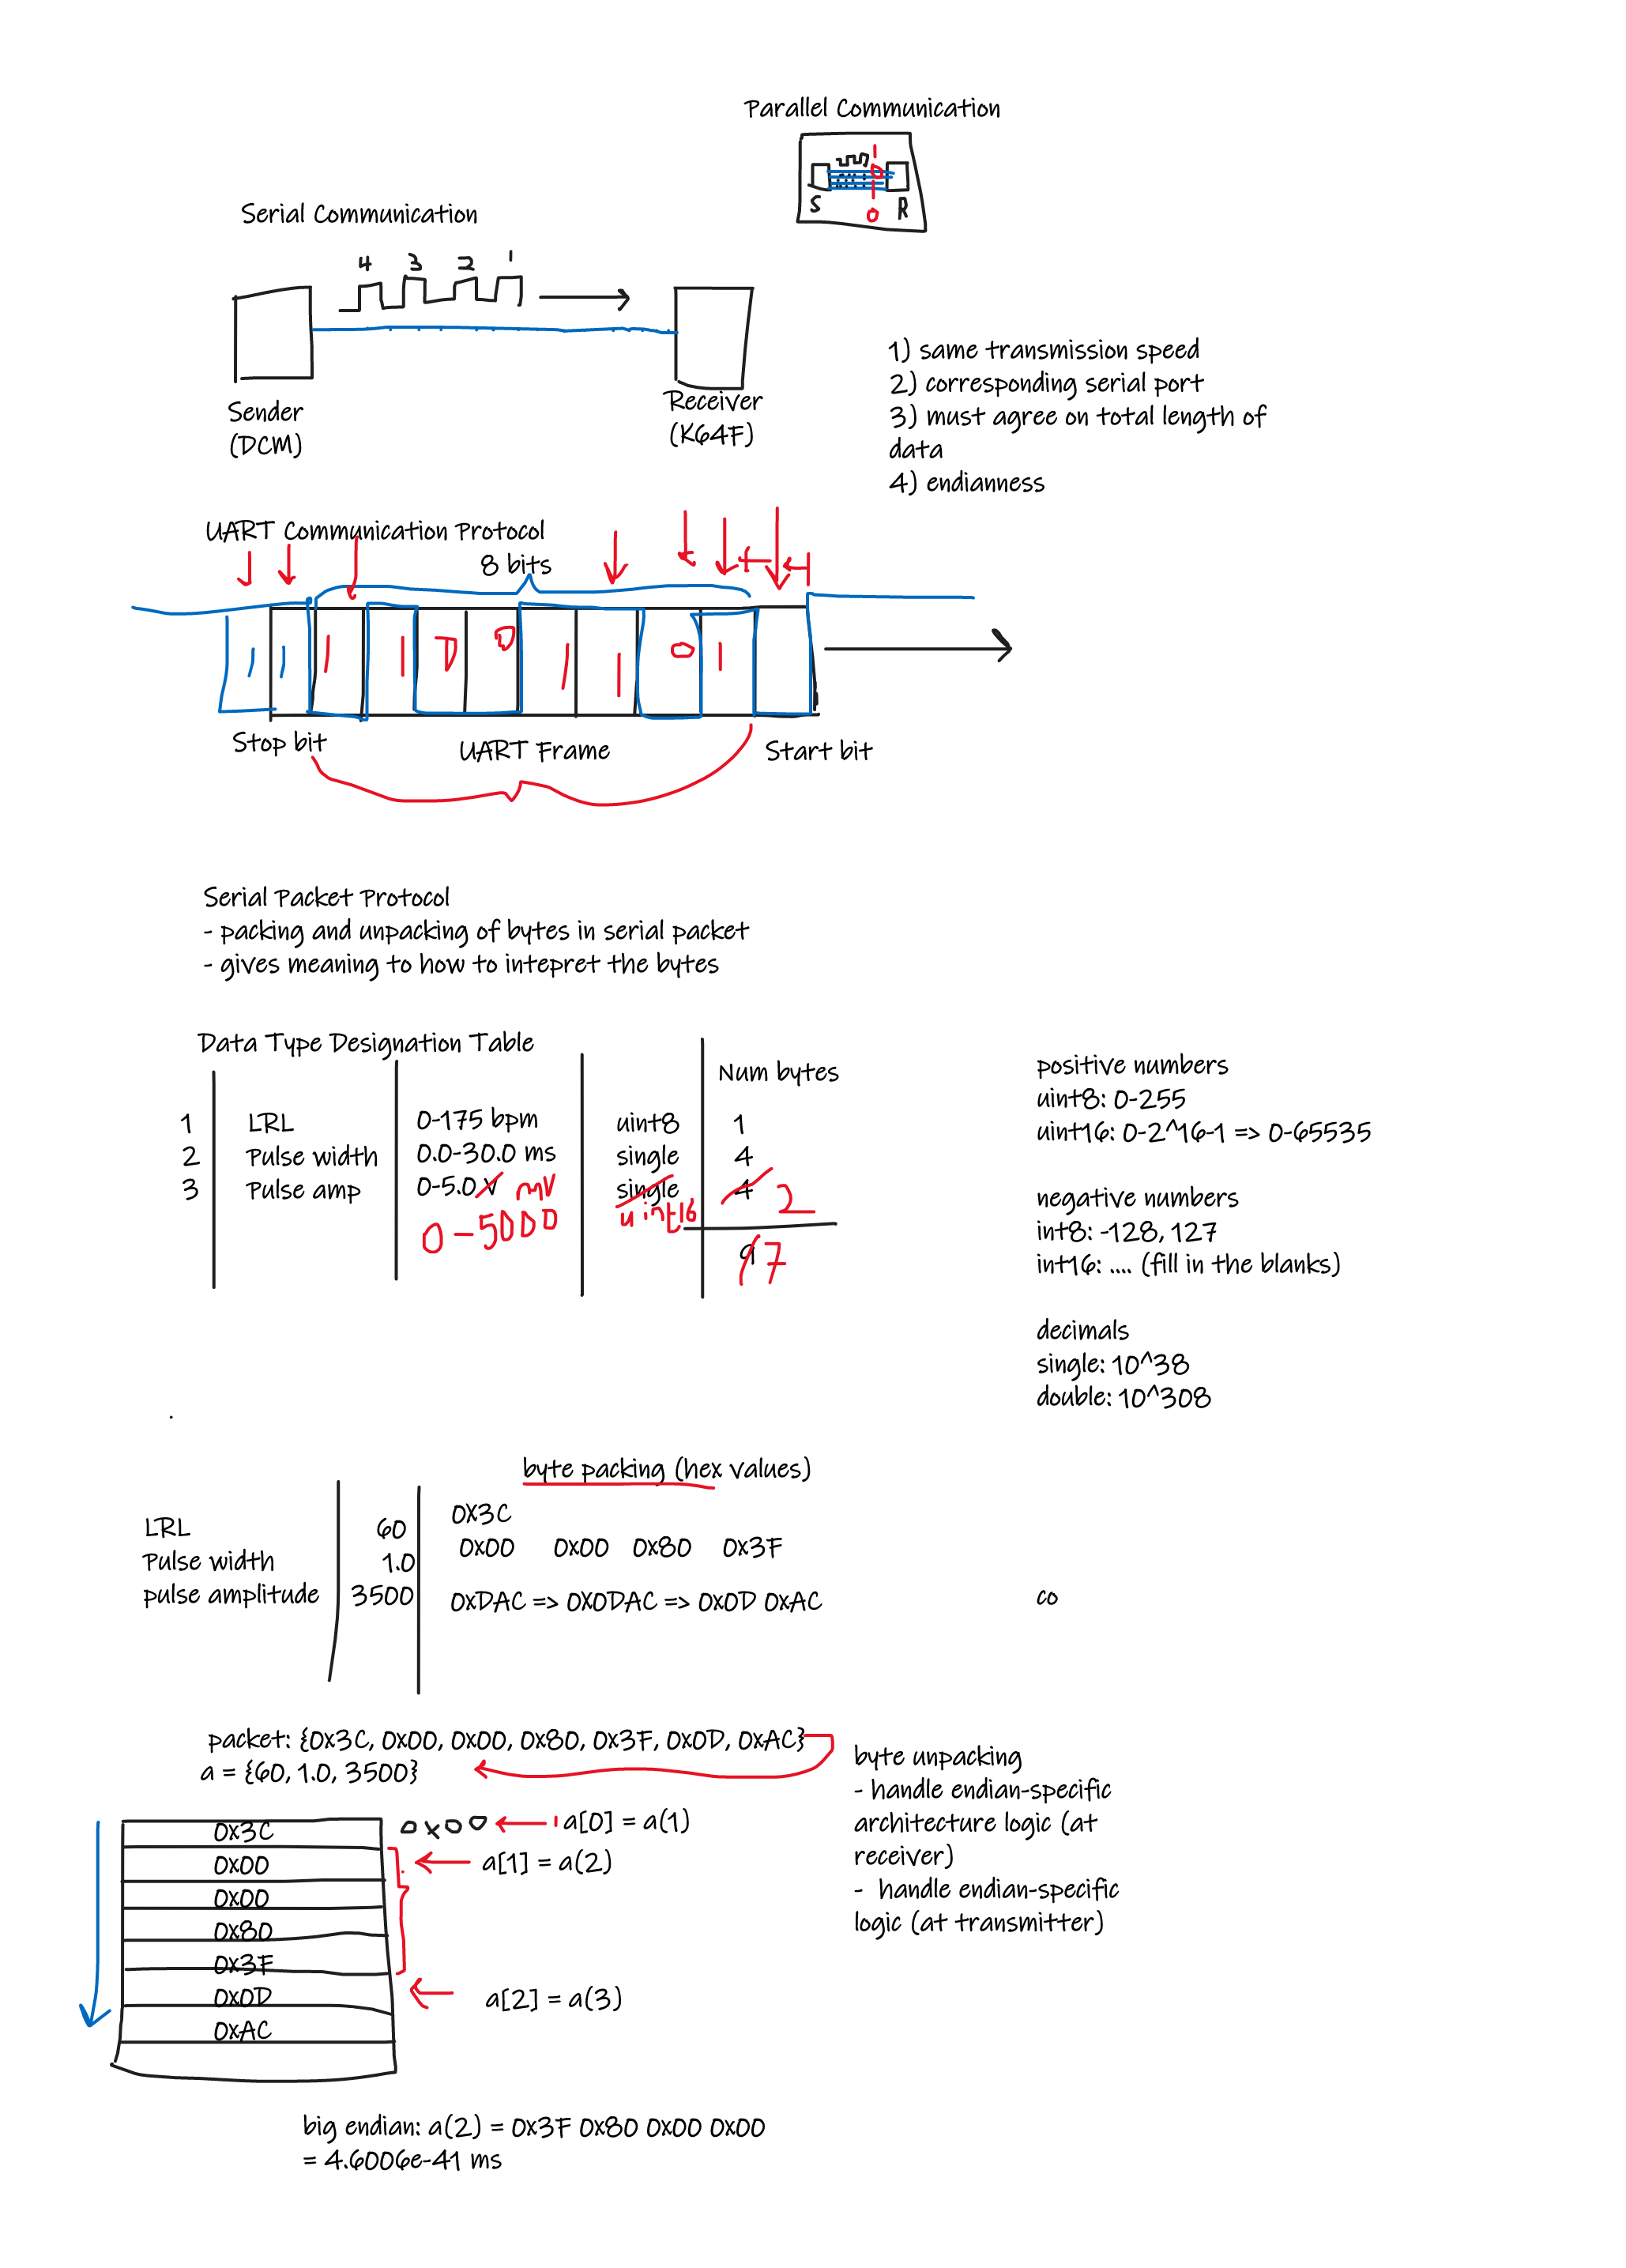 Parallel Communication
1
0
1
0
S R
Serial Communication
4 3 2 1
Sender
(DCM)
Receiver
(K64F)
1) same transmission speed
2) corresponding serial port
3) must agree on total length of
data
4) endianness
UART Communication Protocol
8 bits
1 1 1 1 0 0 1 1 0 1
Stop bit
UART Frame
Start bit
Serial Packet Protocol
- packing and unpacking of bytes in serial packet
- gives meaning to how to intepret the bytes
Data Type Designation Table
Num bytes
1 LRL 0-175 bpm uint8 1
2 Pulse width 0.0-30.0 ms single 4
3 Pulse amp 0-5.0 V mV single 4 2
0-5000 uint16
9 7
positive numbers
uint8: 0-255
uint16: 0-2^16-1 => 0-65535
negative numbers
int8: -128, 127
int16: .... (fill in the blanks)
decimals
single: 10^38
double: 10^308
byte packing (hex values)
LRL 60 0X3C
Pulse width 1.0 0x00 0x00 0x80 0x3F
pulse amplitude 3500 0xDAC => 0X0DAC => 0x0D 0xAC
co
packet: {0x3C, 0x00, 0x00, 0x80, 0x3F, 0x0D, 0xAC}
a = {60, 1.0, 3500}
byte unpacking
- handle endian-specific
architecture logic (at
receiver)
- handle endian-specific
logic (at transmitter)
0x3C 0x00 a[0] = a(1)
0x00 a[1] = a(2)
0x00
0x80
0x3F
0x0D a[2] = a(3)
0xAC
big endian: a(2) = 0x3F 0x80 0x00 0x00
= 4.6006e-41 ms